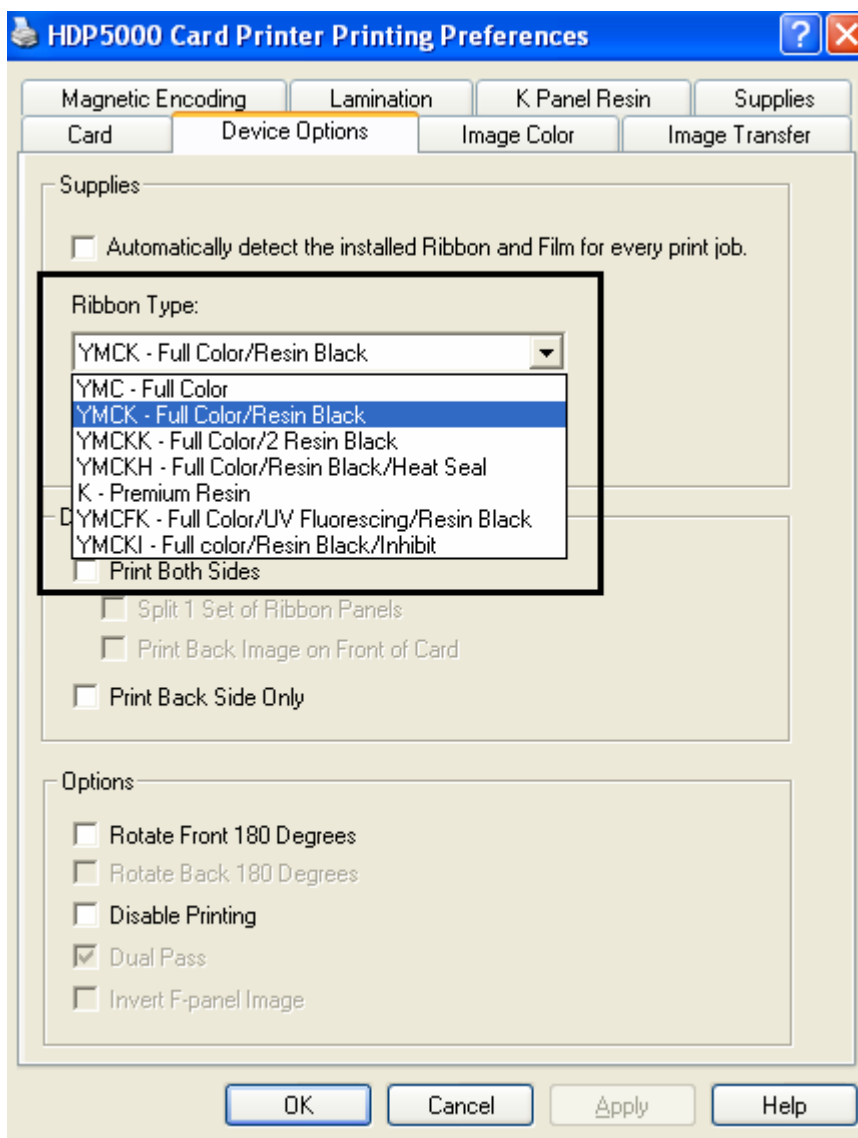 HDP5000 Card Printer Printing Preferences
Magnetic Encoding Lamination K Panel Resin Supplies
Card Device Options Image Color Image Transfer
Supplies
Automatically detect the installed Ribbon and Film for every print job.
Ribbon Type:
YMCK - Full Color/Resin Black
YMC - Full Color
YMCK - Full Color/Resin Black
YMCKK - Full Color/2 Resin Black
YMCKH - Full Color/Resin Black/Heat Seal
K - Premium Resin
YMCFK - Full Color/UV Fluorescing/Resin Black
YMCKI - Full color/Resin Black/Inhibit
Print Both Sides
Split 1 Set of Ribbon Panels
Print Back Image on Front of Card
Print Back Side Only
Options
Rotate Front 180 Degrees
Rotate Back 180 Degrees
Disable Printing
Dual Pass
Invert F-panel Image
OK Cancel Apply Help